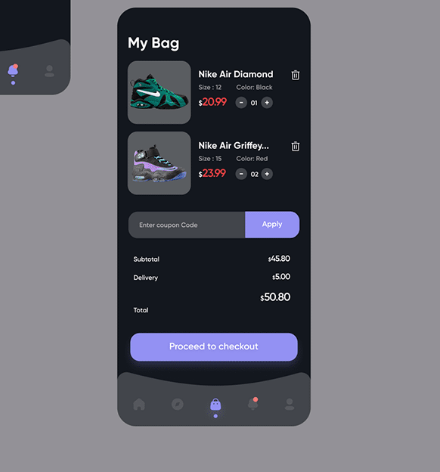 My Bag
Nike Air Diamond
Size : 12 Color: Black
$20.99 - 01 +
Nike Air Griffey...
Size : 15 Color: Red
$23.99 - 02 +
Enter coupon Code Apply
Subtotal $45.80
Delivery $5.00
$50.80
Total
Proceed to checkout